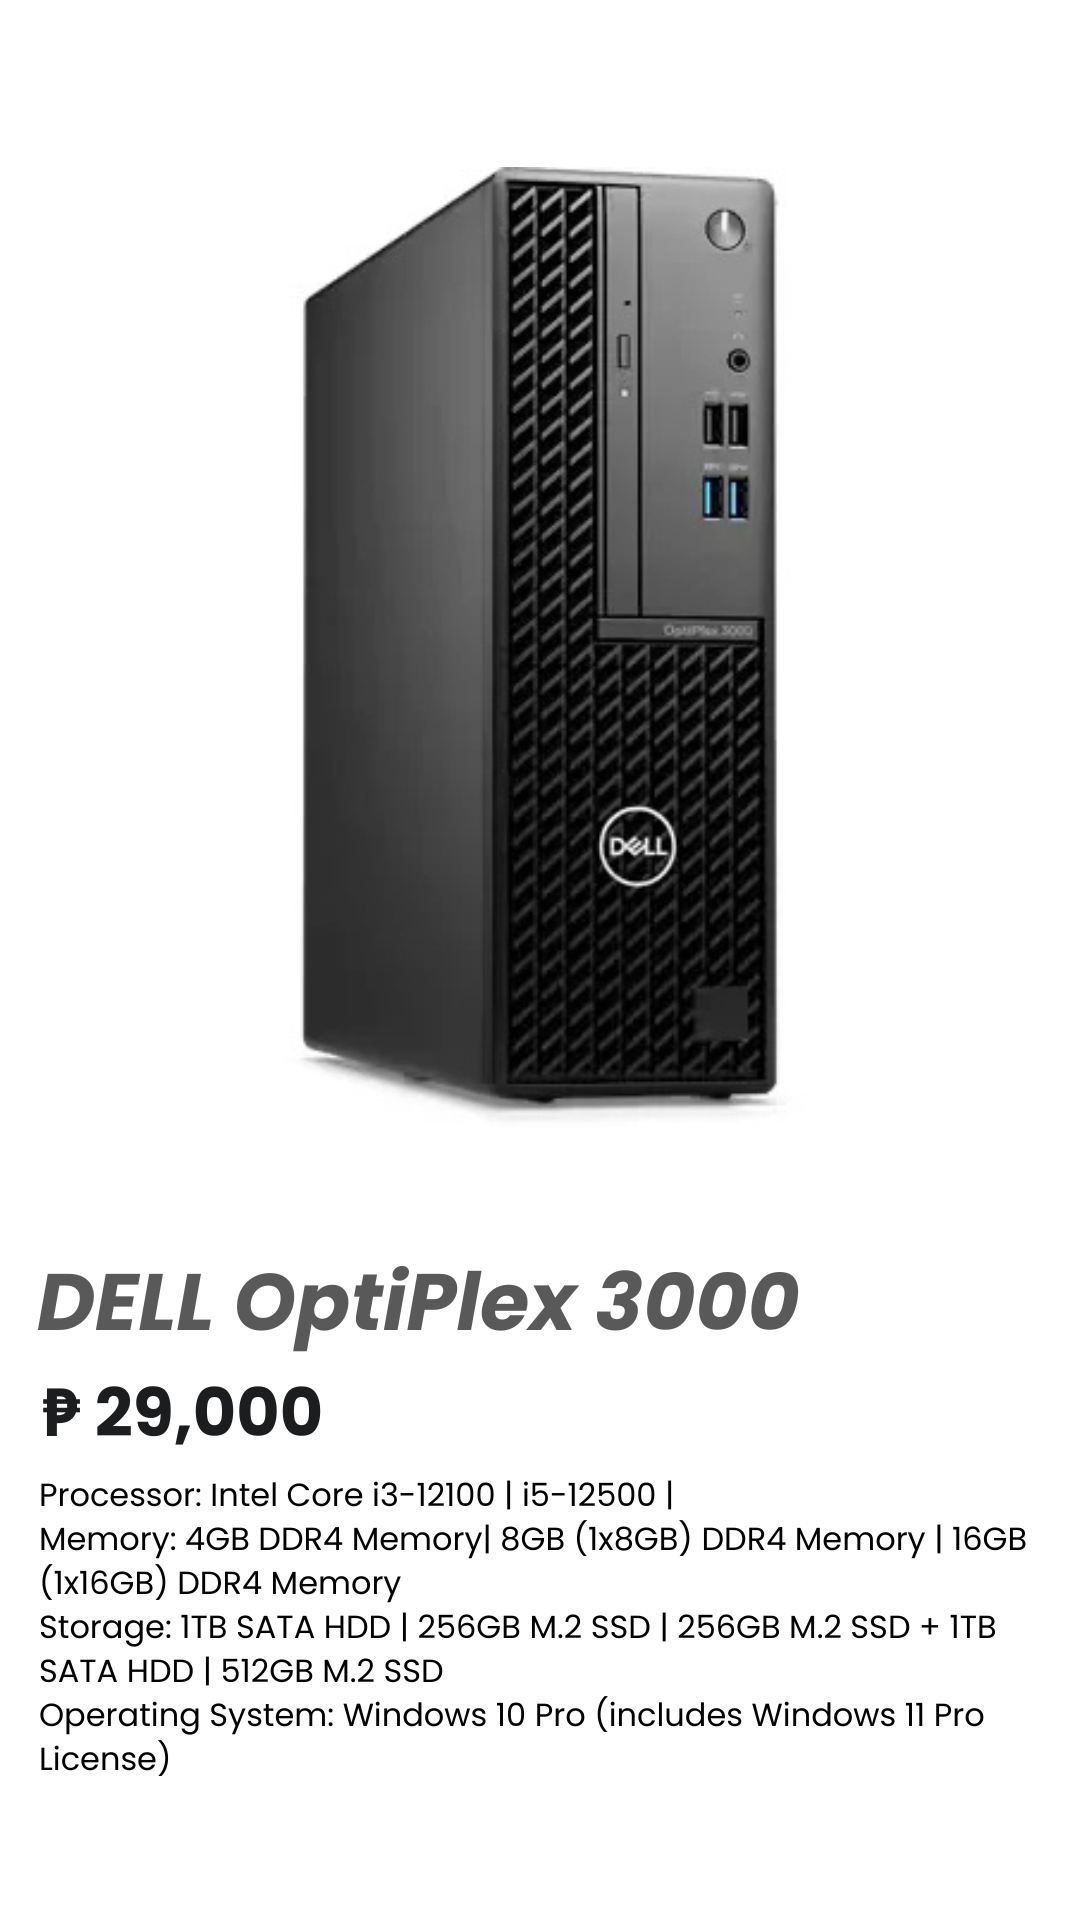 OptiPlex 3000
DELL
DELL OptiPlex 3000
₱ 29,000
Processor: Intel Core i3-12100 | i5-12500 |
Memory: 4GB DDR4 Memory| 8GB (1x8GB) DDR4 Memory | 16GB
(1x16GB) DDR4 Memory
Storage: 1TB SATA HDD | 256GB M.2 SSD | 256GB M.2 SSD + 1TB
SATA HDD | 512GB M.2 SSD
Operating System: Windows 10 Pro (includes Windows 11 Pro
License)